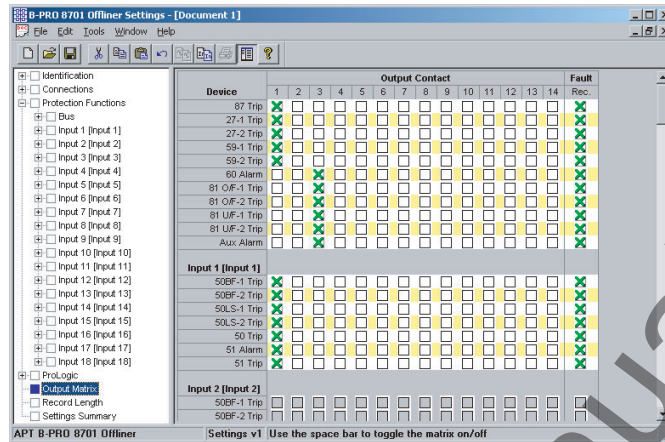 B-PRO 8701 Offliner Settings - [Document 1]
File Edit Tools Window Help
Identification
Connections
Protection Functions
Bus
Input 1 [Input 1]
Input 2 [Input 2]
Input 3 [Input 3]
Input 4 [Input 4]
Input 5 [Input 5]
Input 6 [Input 6]
Input 7 [Input 7]
Input 8 [Input 8]
Input 9 [Input 9]
Input 10 [Input 10]
Input 11 [Input 11]
Input 12 [Input 12]
Input 13 [Input 13]
Input 14 [Input 14]
Input 15 [Input 15]
Input 16 [Input 16]
Input 17 [Input 17]
Input 18 [Input 18]
ProLogic
Output Matrix
Record Length
Settings Summary
Output Contact Fault
Device 1 2 3 4 5 6 7 8 9 10 11 12 13 14 Rec.
87 Trip
27-1 Trip
27-2 Trip
59-1 Trip
59-2 Trip
60 Alarm
81 O/F-1 Trip
81 O/F-2 Trip
81 U/F-1 Trip
81 U/F-2 Trip
Aux Alarm
Input 1 [Input 1]
50BF-1 Trip
50BF-2 Trip
50LS-1 Trip
50LS-2 Trip
50 Trip
51 Alarm
51 Trip
Input 2 [Input 2]
50BF-1 Trip
50BF-2 Trip
APT B-PRO 8701 Offliner Settings v1 Use the space bar to toggle the matrix on/off